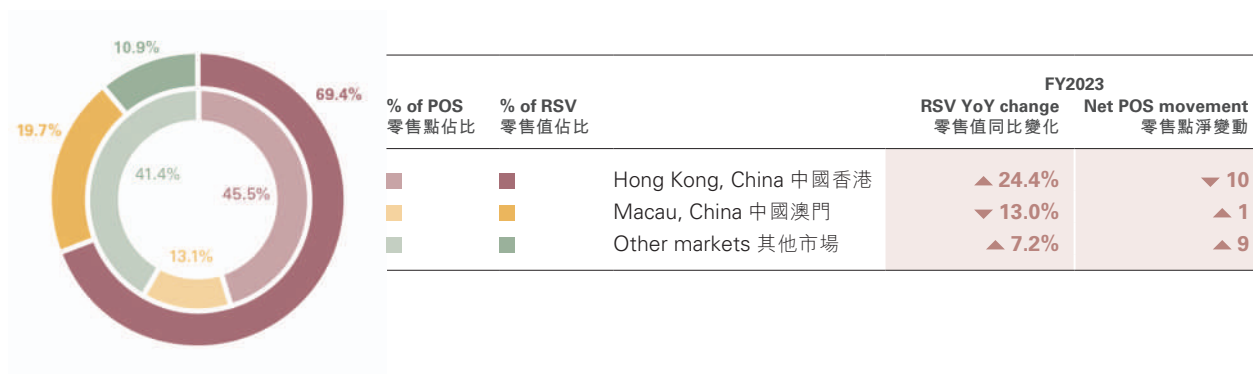 10.9%
69.4%
19.7%
41.4%
45.5%
13.1%
FY2023
% of POS % of RSV RSV YoY change Net POS movement
零售點佔比 零售值佔比 零售值同比變化 零售點淨變動
Hong Kong, China 中國香港 ▲ 24.4% ▼ 10
Macau, China 中國澳門 ▼ 13.0% ▲ 1
Other markets 其他市場 ▲ 7.2% ▲ 9